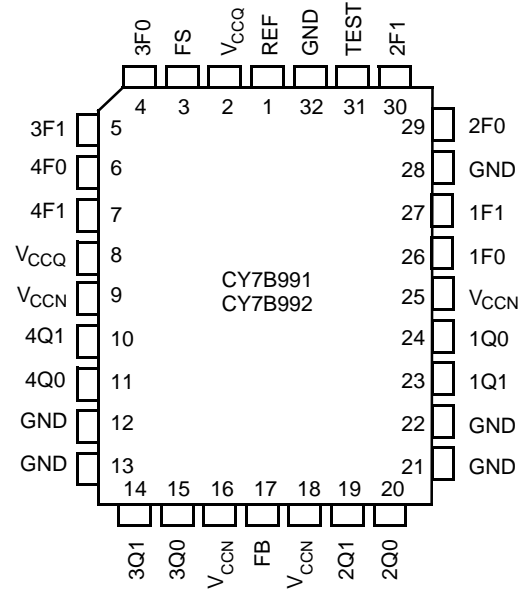 3F0 FS VCCQ REF GND TEST 2F1
4 3 2 1 32 31 30
3F1 5 29 2F0
4F0 6 28 GND
4F1 7 27 1F1
VCCQ 8 26 1F0
CY7B991
CY7B992
VCCN 9 25 VCCN
4Q1 10 24 1Q0
4Q0 11 23 1Q1
GND 12 22 GND
GND 13 21 GND
14 15 16 17 18 19 20
3Q1 3Q0 VCCN FB VCCN 2Q1 2Q0